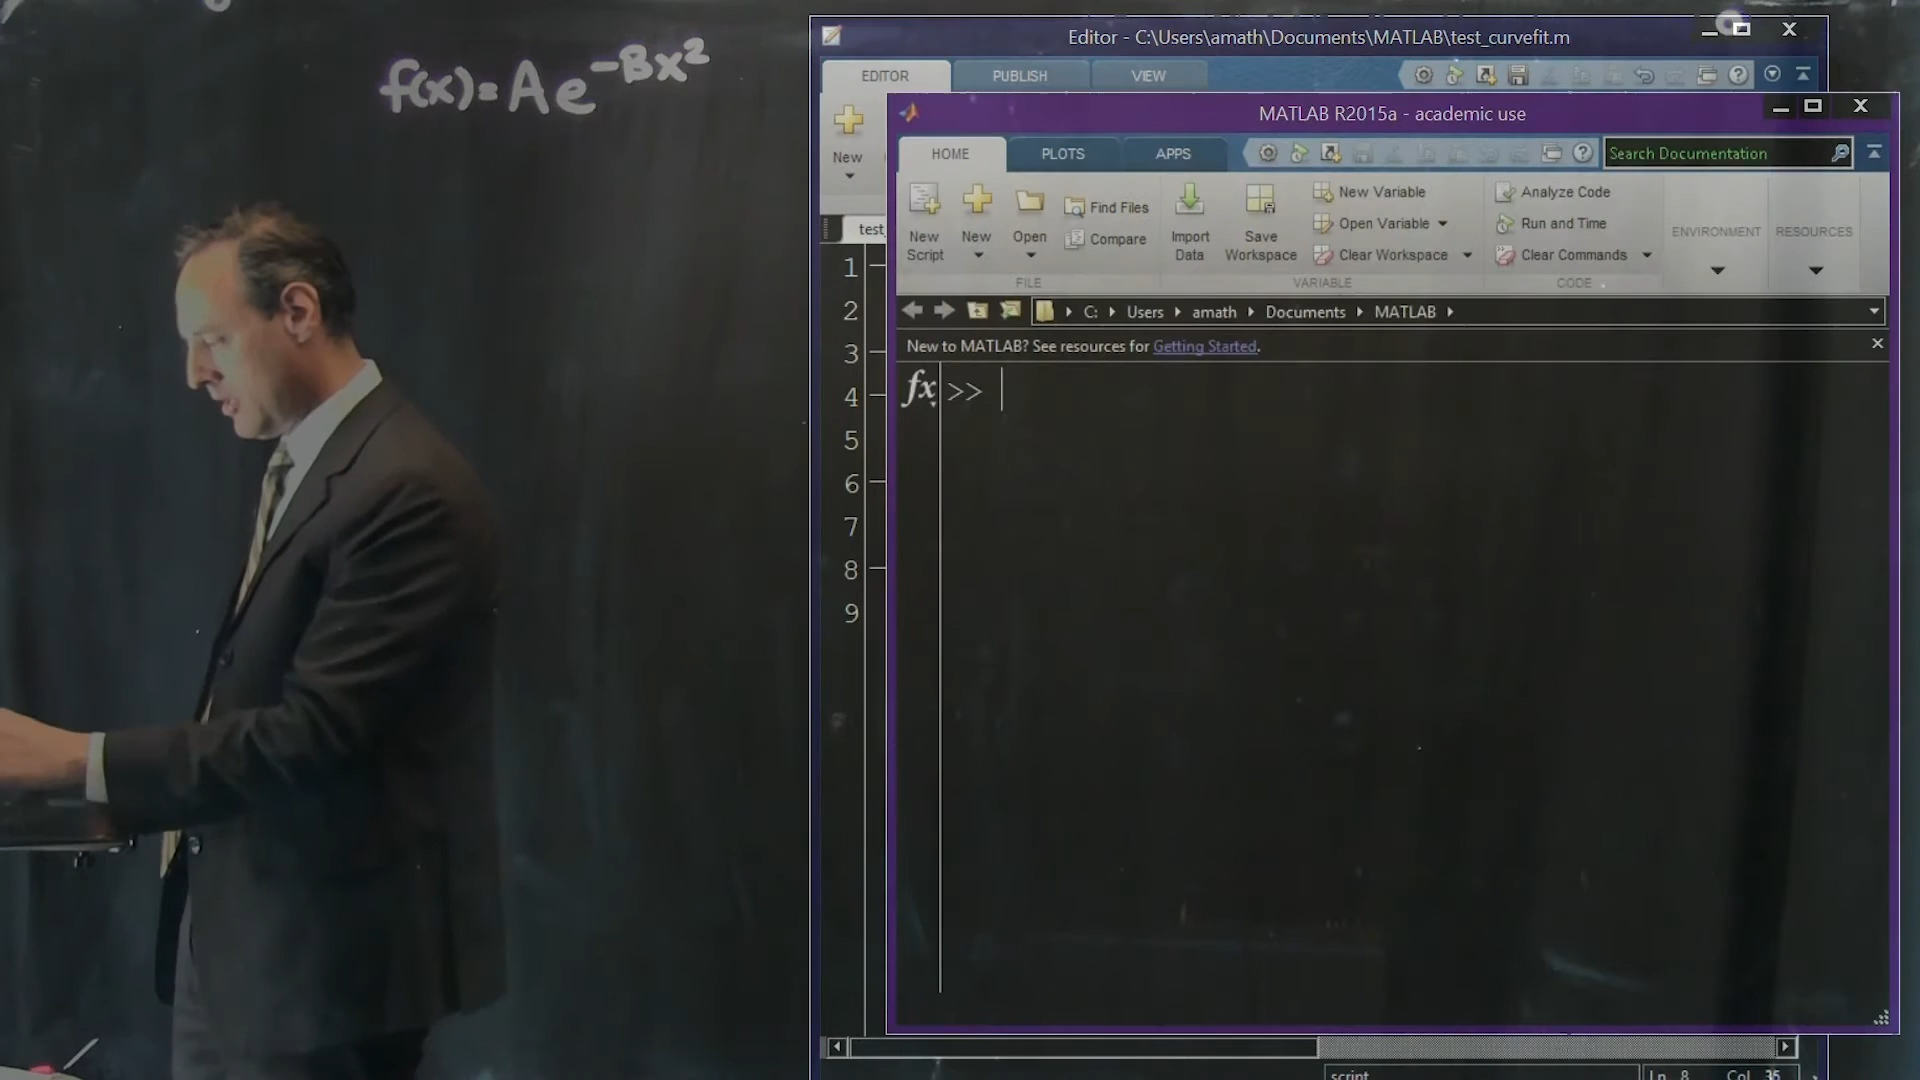 f(x)=Ae^-Bx²
Editor - C:\Users\amath\Documents\MATLAB\test_curvefit.m
EDITOR PUBLISH VIEW
New
test_
1
2
3
4
5
6
7
8
9
MATLAB R2015a - academic use
HOME PLOTS APPS
Search Documentation
New Script
New
Open
Find Files
Compare
FILE
Import Data
Save Workspace
New Variable
Open Variable
Clear Workspace
VARIABLE
Analyze Code
Run and Time
Clear Commands
CODE
ENVIRONMENT
RESOURCES
C: Users amath Documents MATLAB
New to MATLAB? See resources for Getting Started.
fx >>
script
Ln 8 Col 35